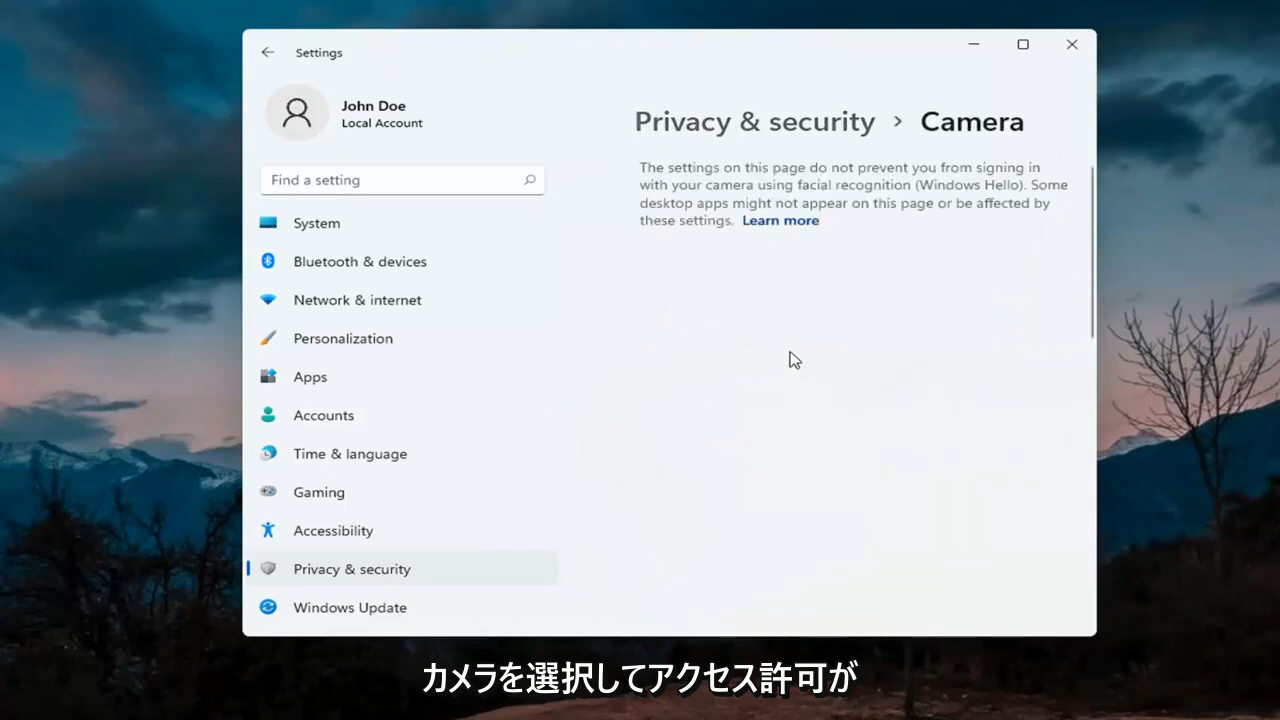 Settings
John Doe
Local Account
Find a setting
System
Bluetooth & devices
Network & internet
Personalization
Apps
Accounts
Time & language
Gaming
Accessibility
Privacy & security
Windows Update
Privacy & security > Camera
The settings on this page do not prevent you from signing in
with your camera using facial recognition (Windows Hello). Some
desktop apps might not appear on this page or be affected by
these settings. Learn more
カメラを選択してアクセス許可が